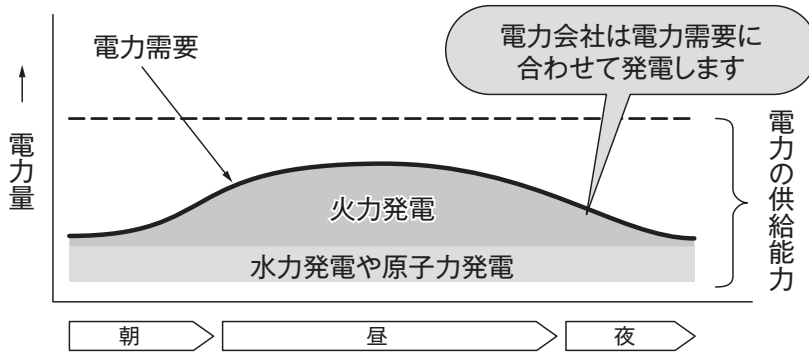 電力需要
電力会社は電力需要に
合わせて発電します
電力量
火力発電
水力発電や原子力発電
電力の供給能力
朝
昼
夜